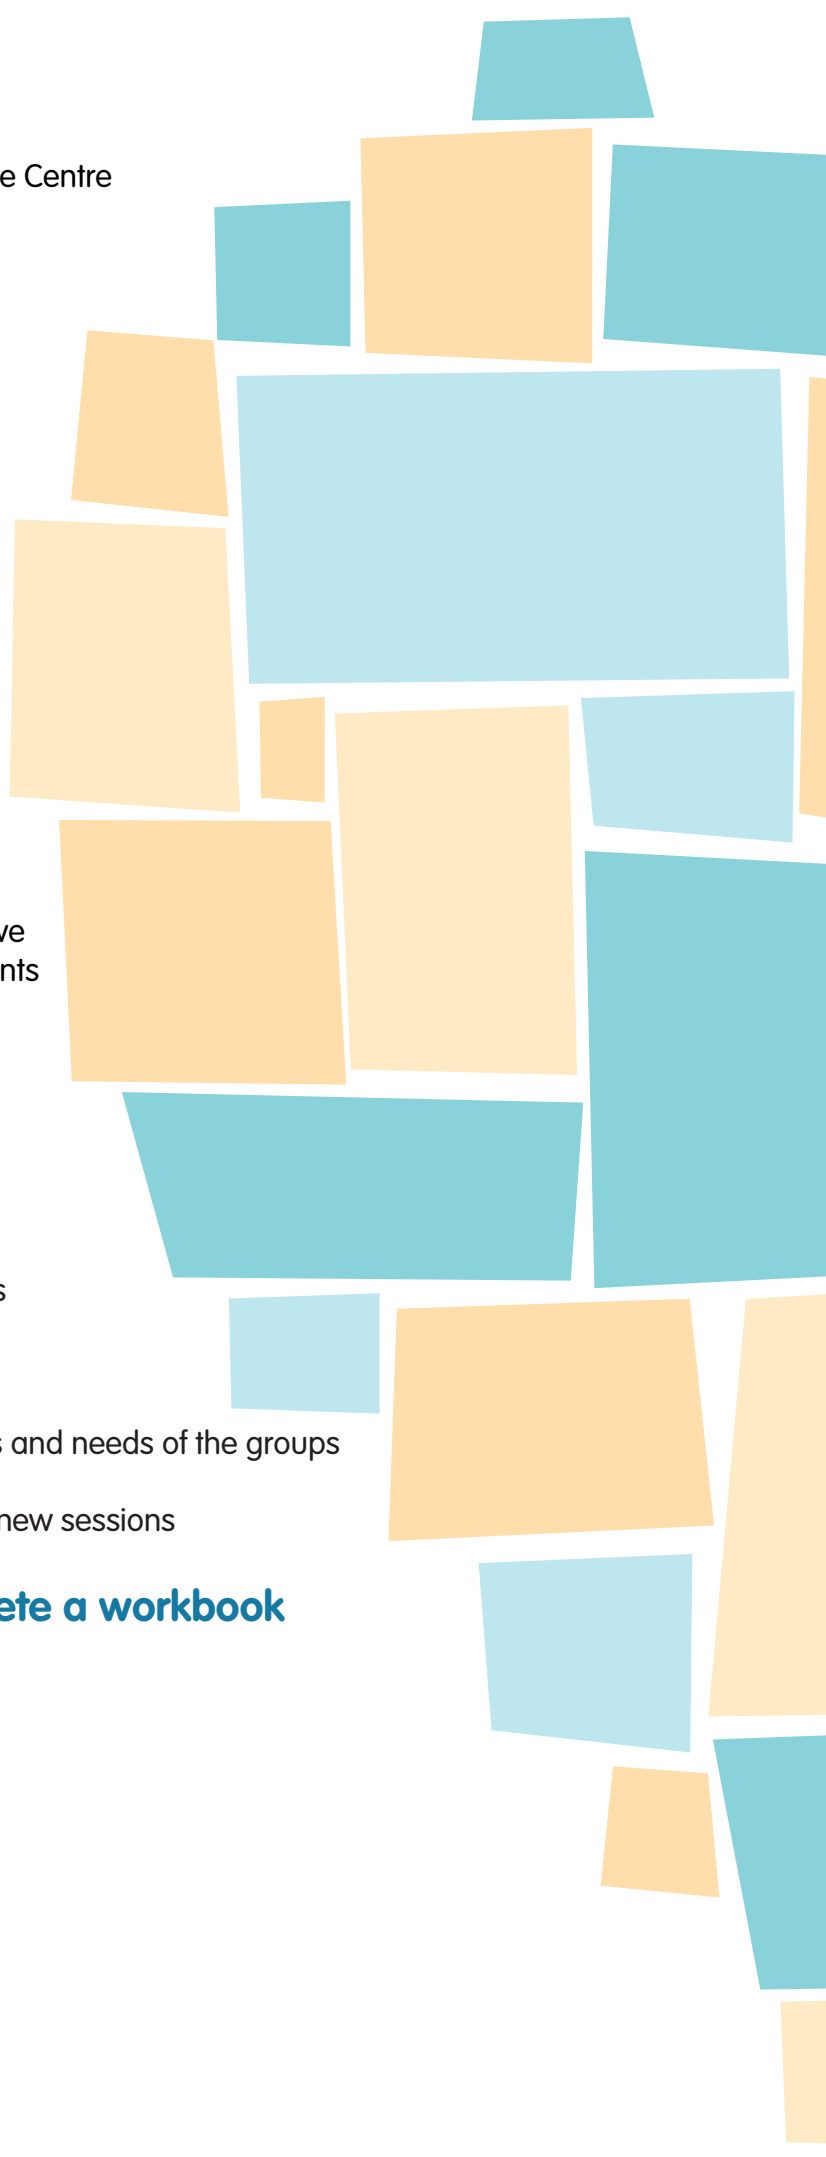 e Centre
ve
nts
s
s and needs of the groups
new sessions
ete a workbook